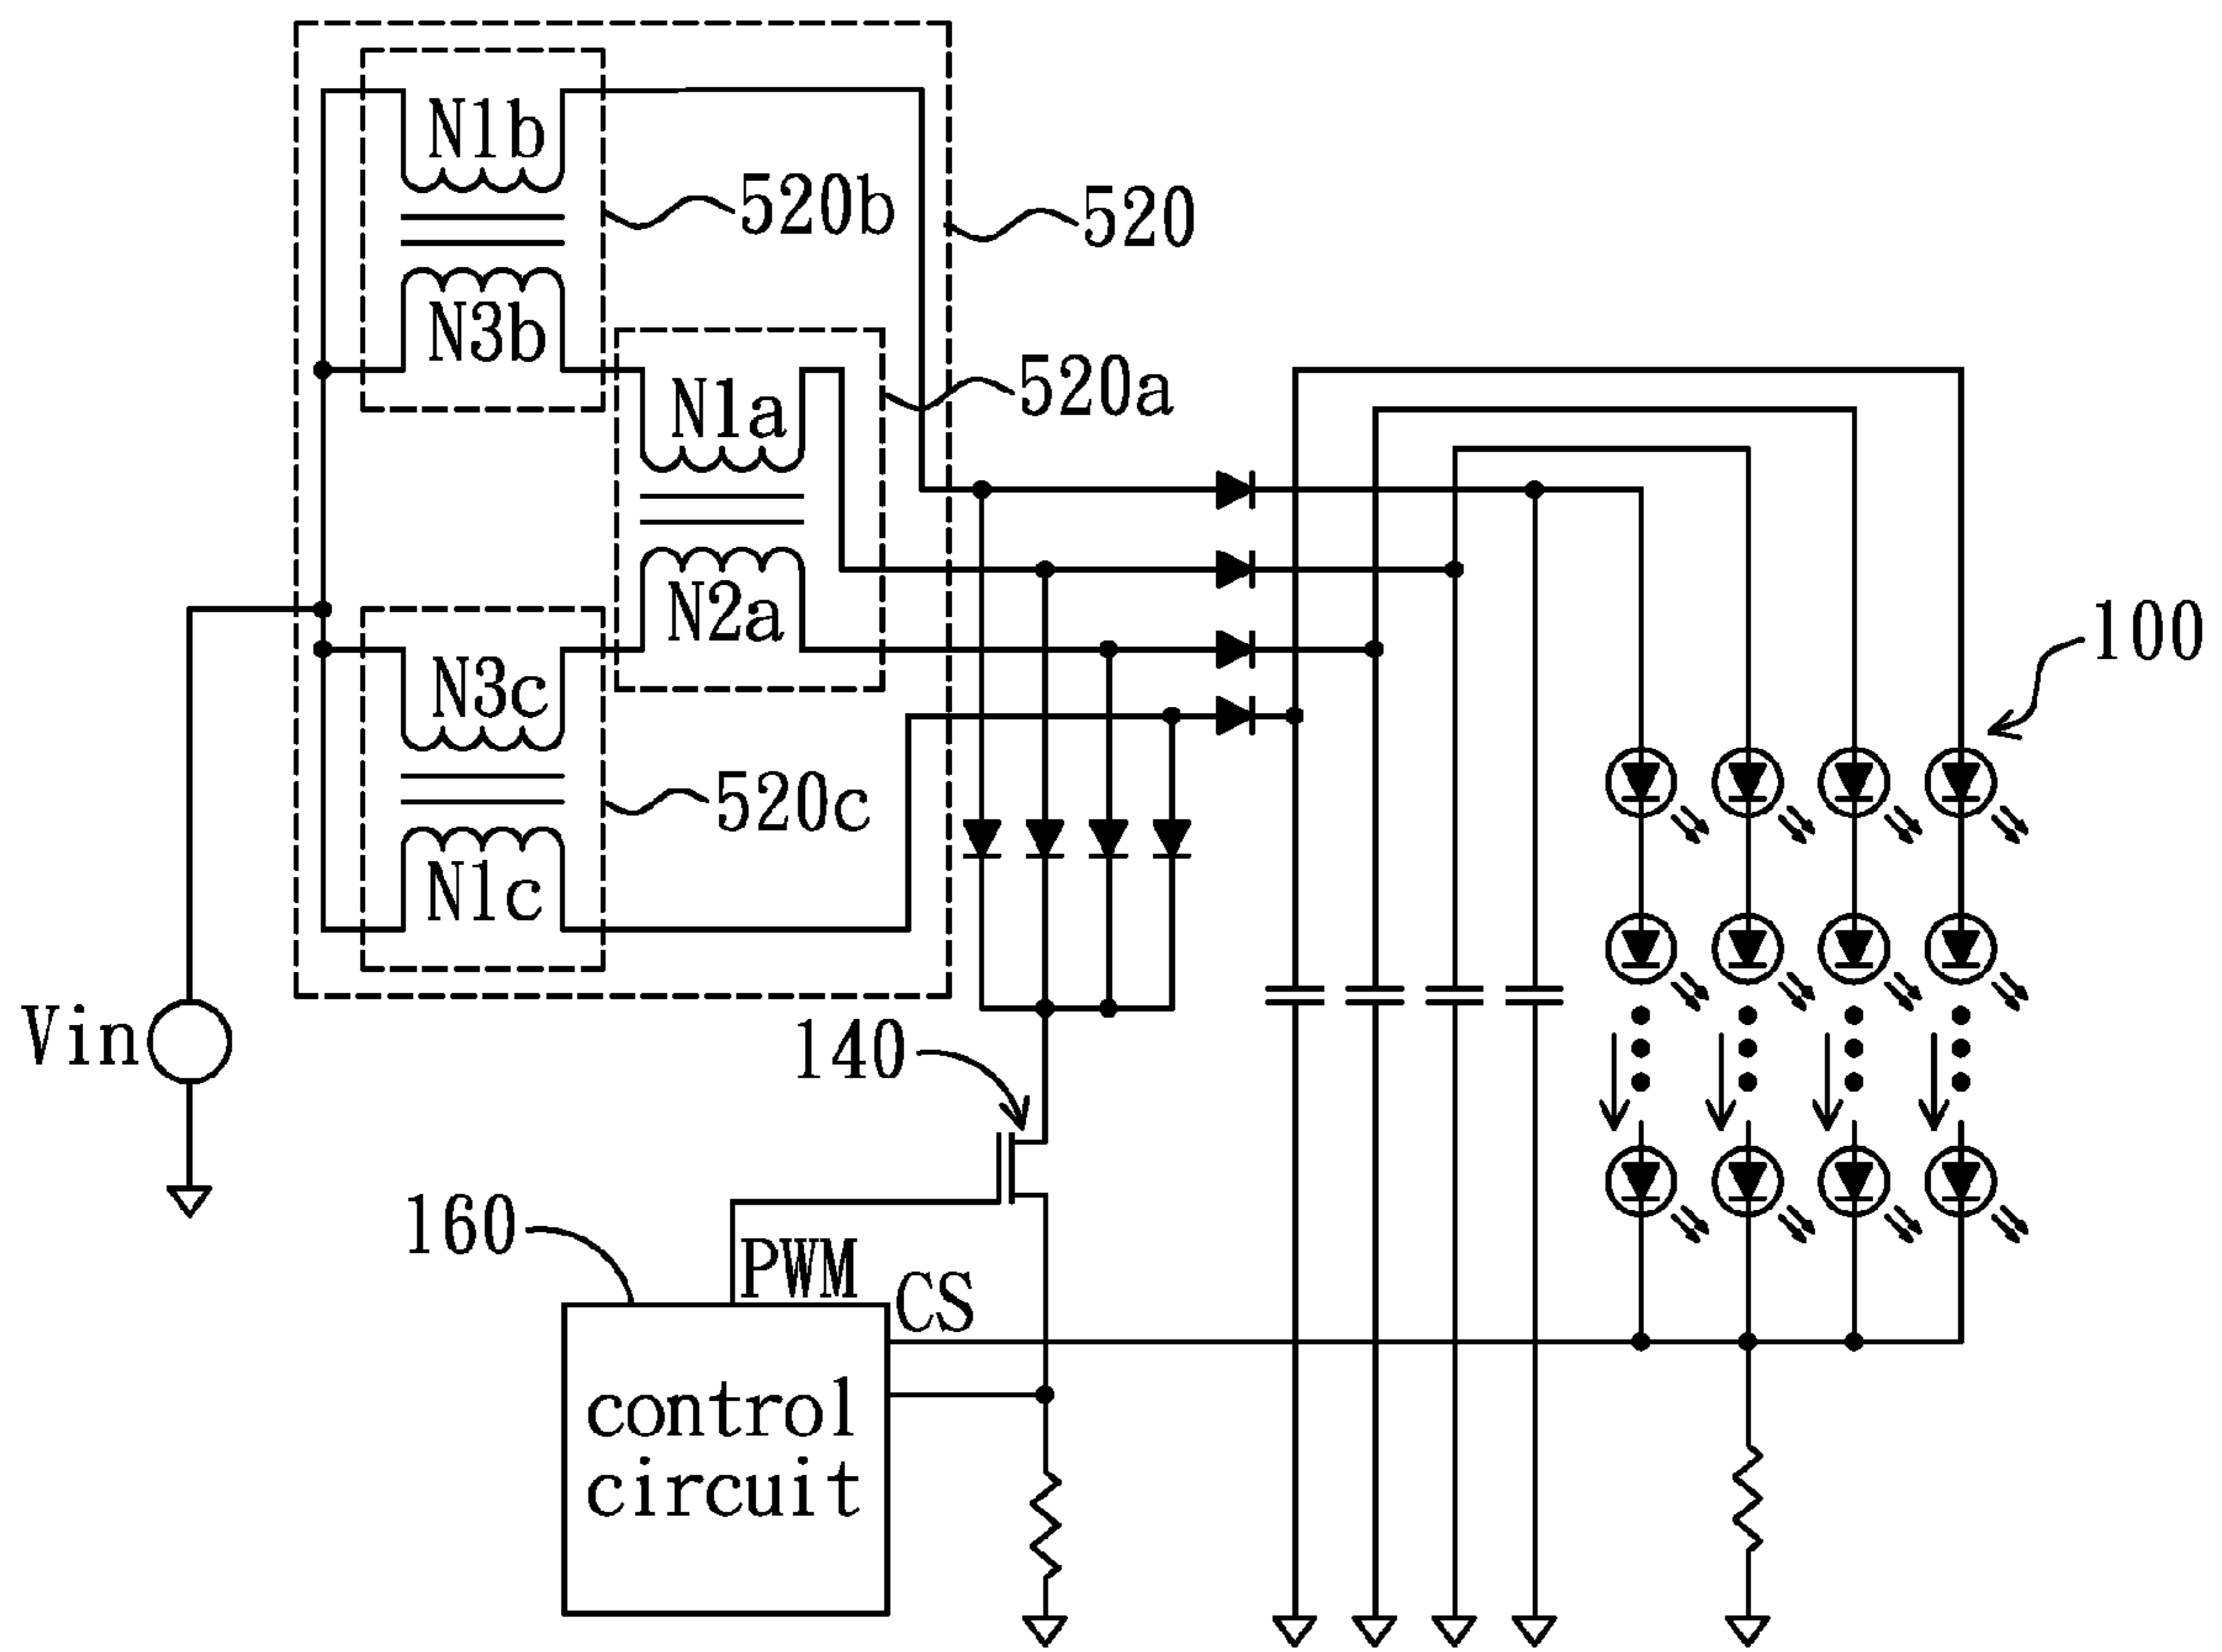 N1b
520b
520
N3b
N1a
520a
N2a
100
N3c
520c
N1c
Vin
140
160
PWM
CS
control
circuit